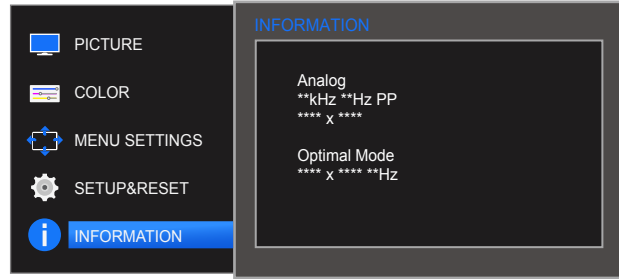 PICTURE
COLOR
MENU SETTINGS
SETUP&RESET
INFORMATION
INFORMATION
Analog
**kHz **Hz PP
**** x ****
Optimal Mode
**** x **** **Hz